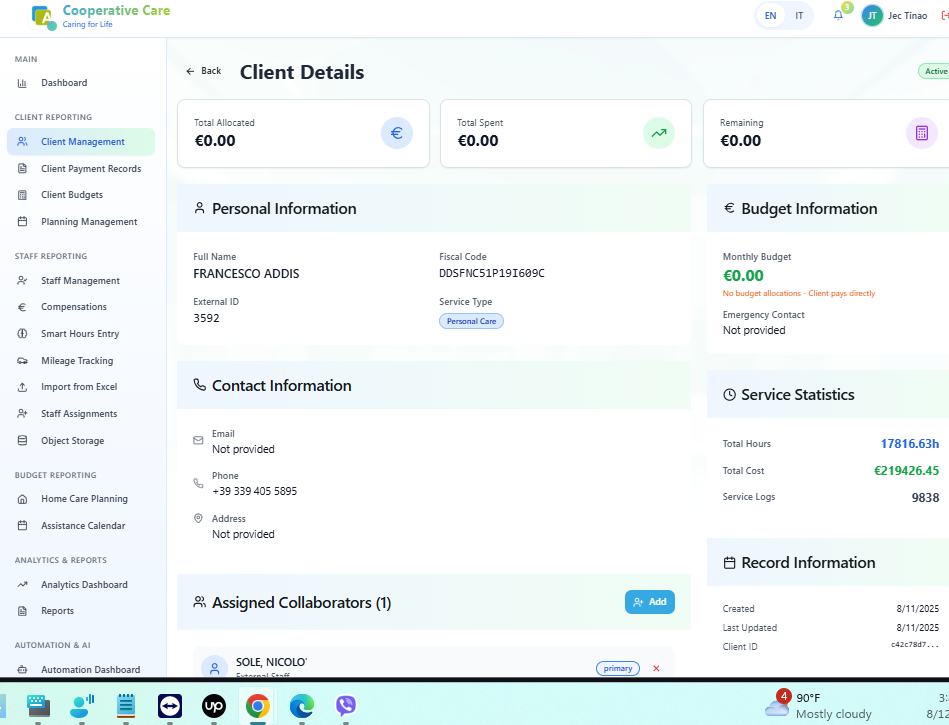 Cooperative Care
Caring for Life
EN IT
3
JT
Jec Tinao
MAIN
Dashboard
CLIENT REPORTING
Client Management
Client Payment Records
Client Budgets
Planning Management
STAFF REPORTING
Staff Management
Compensations
Smart Hours Entry
Mileage Tracking
Import from Excel
Staff Assignments
Object Storage
BUDGET REPORTING
Home Care Planning
Assistance Calendar
ANALYTICS & REPORTS
Analytics Dashboard
Reports
AUTOMATION & AI
Automation Dashboard
Back
Client Details
Active
Total Allocated
€0.00
Total Spent
€0.00
Remaining
€0.00
Personal Information
Full Name
FRANCESCO ADDIS
Fiscal Code
DDSFNC51P19I609C
External ID
3592
Service Type
Personal Care
Contact Information
Email
Not provided
Phone
+39 339 405 5895
Address
Not provided
Assigned Collaborators (1)
Add
SOLE, NICOLO'
External Staff
primary
Budget Information
Monthly Budget
€0.00
No budget allocations - Client pays directly
Emergency Contact
Not provided
Service Statistics
Total Hours 17816.63h
Total Cost €219426.45
Service Logs 9838
Record Information
Created 8/11/2025
Last Updated 8/11/2025
Client ID c42c78d7...
up
4
90°F
Mostly cloudy
3:
8/12